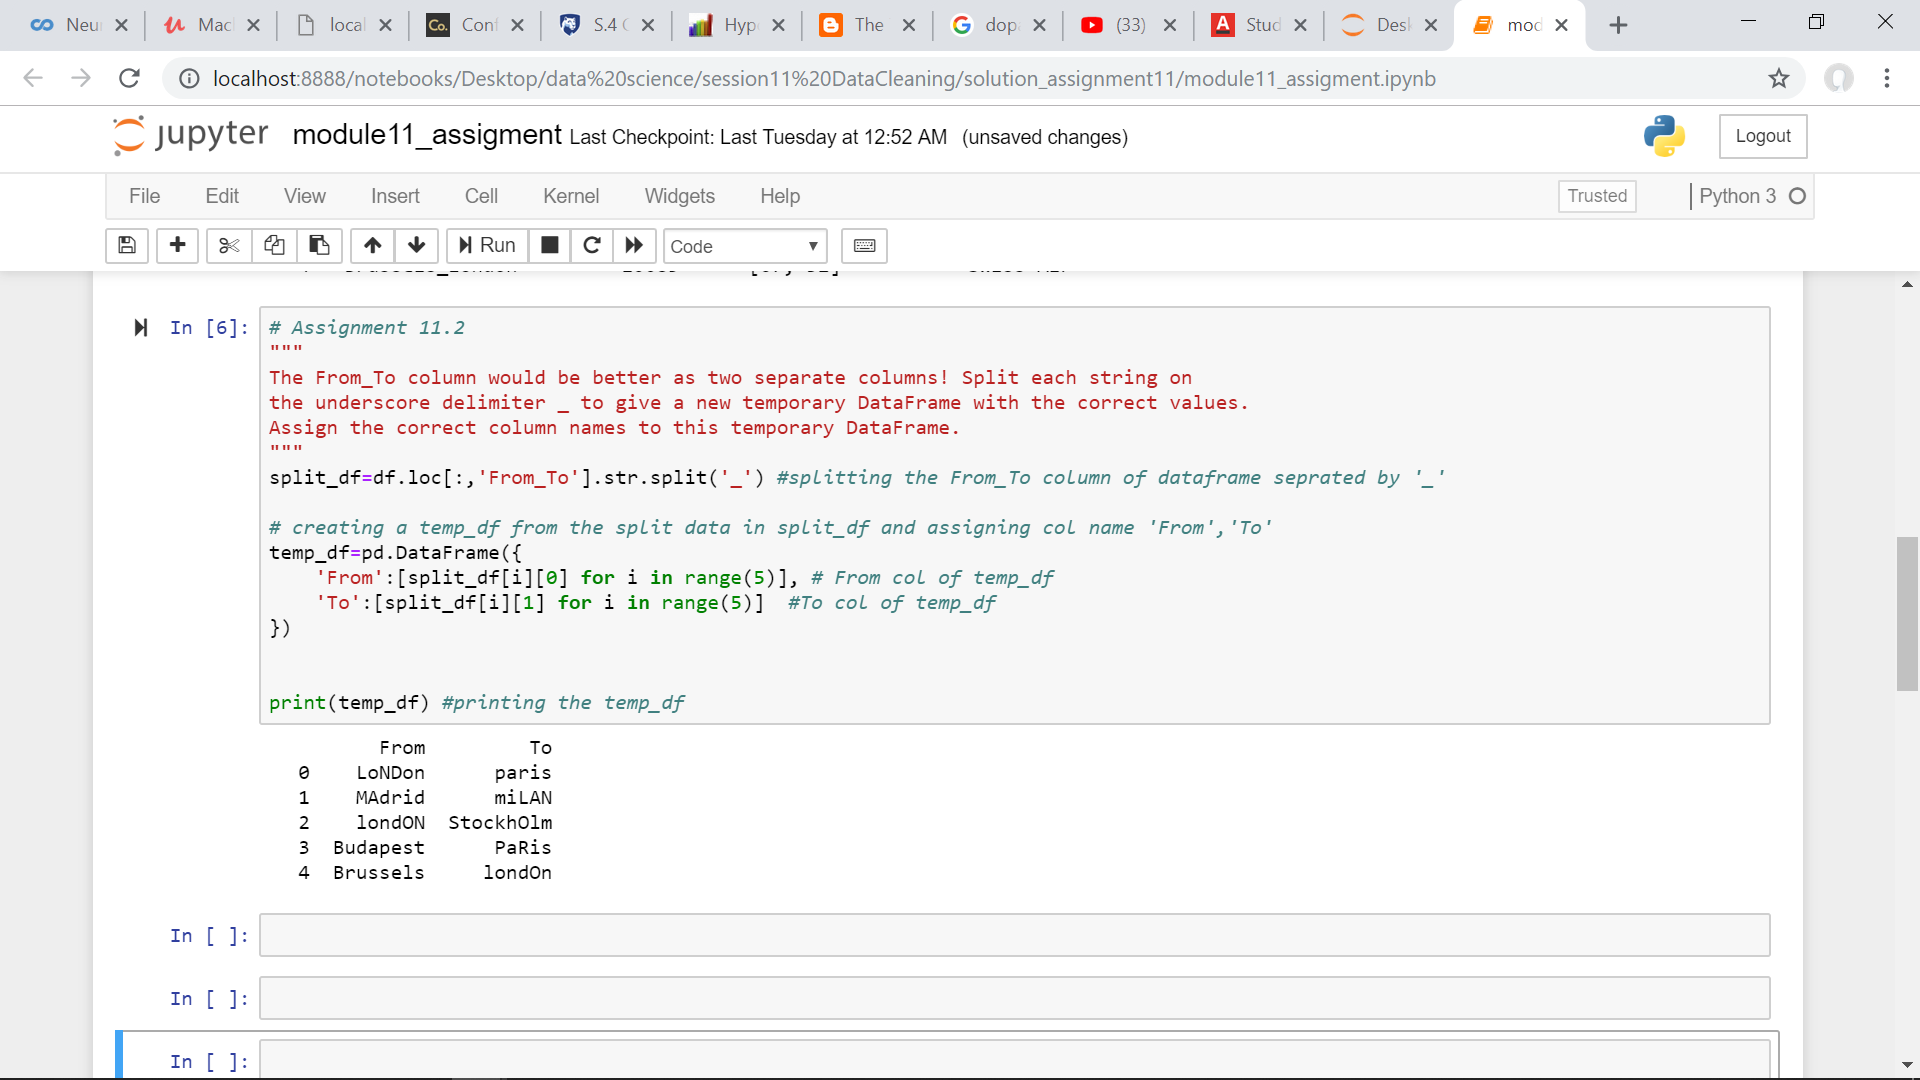 Neur
Mach
local
Co. Conf
S.4 C
Hyp
The
dop
(33)
Stud
Desk
mod
localhost:8888/notebooks/Desktop/data%20science/session11%20DataCleaning/solution_assignment11/module11_assigment.ipynb
jupyter module11_assigment Last Checkpoint: Last Tuesday at 12:52 AM (unsaved changes)
Logout
File Edit View Insert Cell Kernel Widgets Help
Trusted
Python 3
Run
Code
In [6]:
# Assignment 11.2
"""
The From_To column would be better as two separate columns! Split each string on
the underscore delimiter _ to give a new temporary DataFrame with the correct values.
Assign the correct column names to this temporary DataFrame.
"""
split_df=df.loc[:,'From_To'].str.split('_') #splitting the From_To column of dataframe seprated by '_'
# creating a temp_df from the split data in split_df and assigning col name 'From','To'
temp_df=pd.DataFrame({
'From':[split_df[i][0] for i in range(5)], # From col of temp_df
'To':[split_df[i][1] for i in range(5)] #To col of temp_df
})
print(temp_df) #printing the temp_df
From To
0 LoNDon paris
1 MAdrid miLAN
2 londON StockhOlm
3 Budapest PaRis
4 Brussels londOn
In [ ]:
In [ ]:
In [ ]: